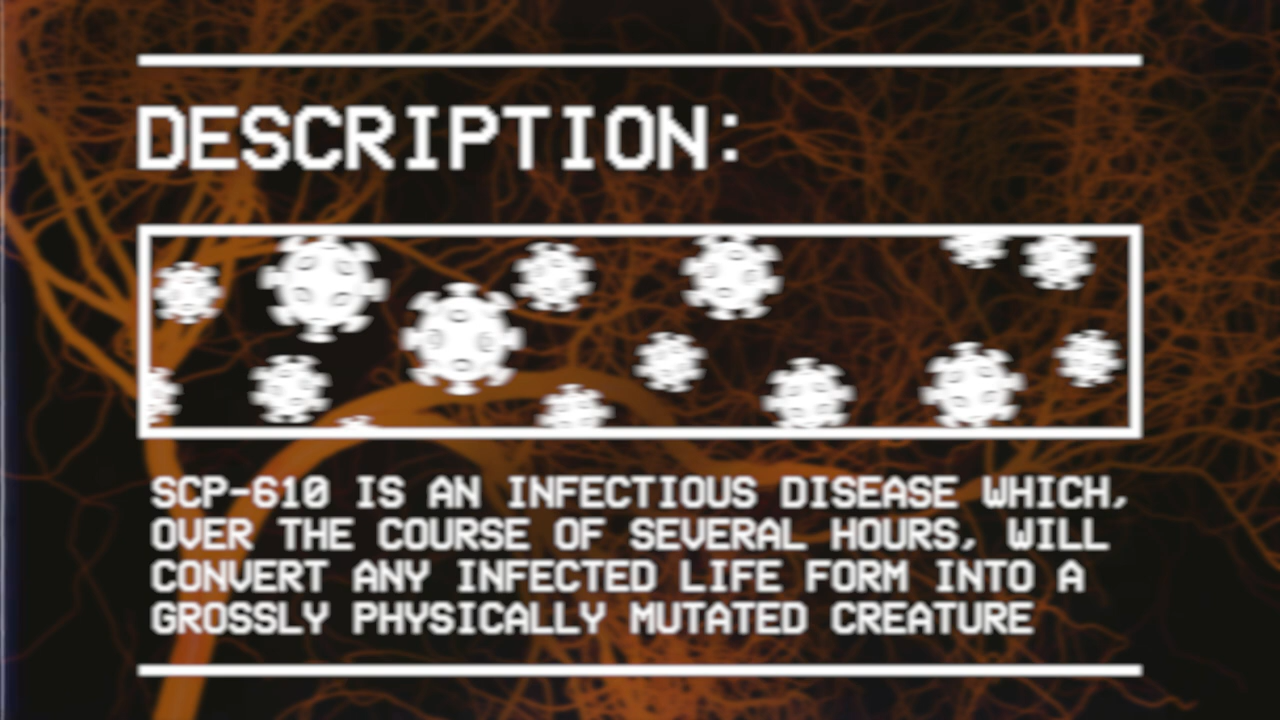 DESCRIPTION:
SCP-610 IS AN INFECTIOUS DISEASE WHICH,
OVER THE COURSE OF SEVERAL HOURS, WILL
CONVERT ANY INFECTED LIFE FORM INTO A
GROSSLY PHYSICALLY MUTATED CREATURE